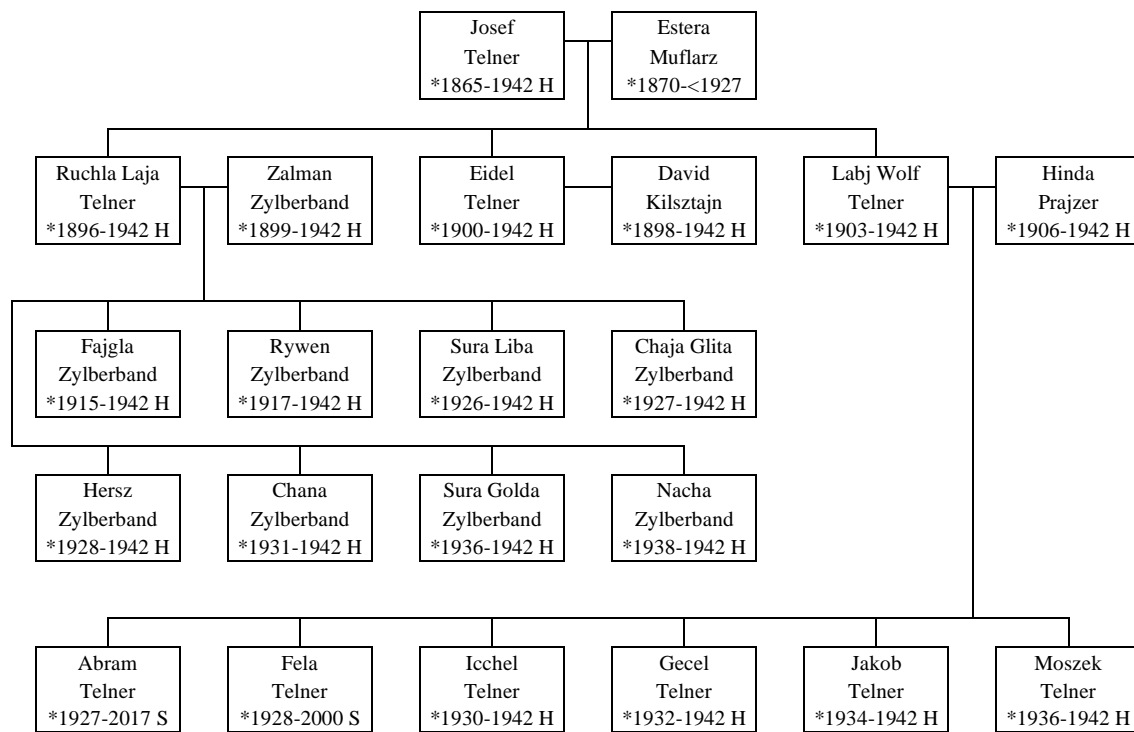 Josef
Telner
*1865-1942 H
Estera
Muflarz
*1870-<1927
Ruchla Laja
Telner
*1896-1942 H
Zalman
Zylberband
*1899-1942 H
Eidel
Telner
*1900-1942 H
David
Kilsztajn
*1898-1942 H
Labj Wolf
Telner
*1903-1942 H
Hinda
Prajzer
*1906-1942 H
Fajgla
Zylberband
*1915-1942 H
Rywen
Zylberband
*1917-1942 H
Sura Liba
Zylberband
*1926-1942 H
Chaja Glita
Zylberband
*1927-1942 H
Hersz
Zylberband
*1928-1942 H
Chana
Zylberband
*1931-1942 H
Sura Golda
Zylberband
*1936-1942 H
Nacha
Zylberband
*1938-1942 H
Abram
Telner
*1927-2017 S
Fela
Telner
*1928-2000 S
Icchel
Telner
*1930-1942 H
Gecel
Telner
*1932-1942 H
Jakob
Telner
*1934-1942 H
Moszek
Telner
*1936-1942 H